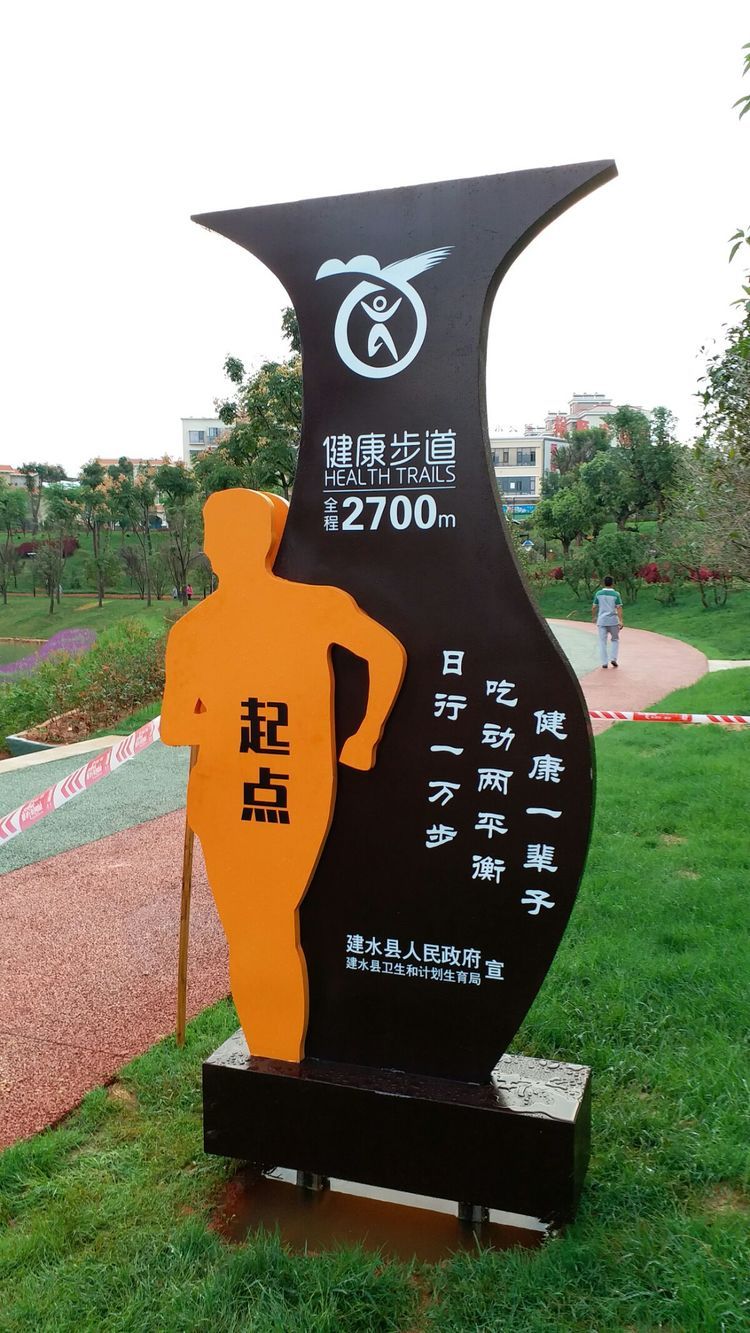 健康步道
HEALTH TRAILS
全程2700m
起点
日行一万步
吃动两平衡
健康一辈子
建水县人民政府
建水县卫生和计划生育局 宣